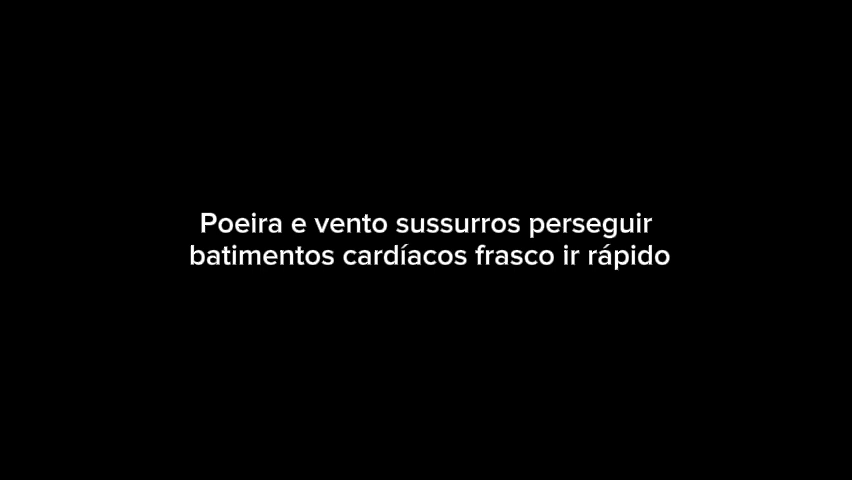 Poeira e vento sussurros perseguir
batimentos cardíacos frasco ir rápido